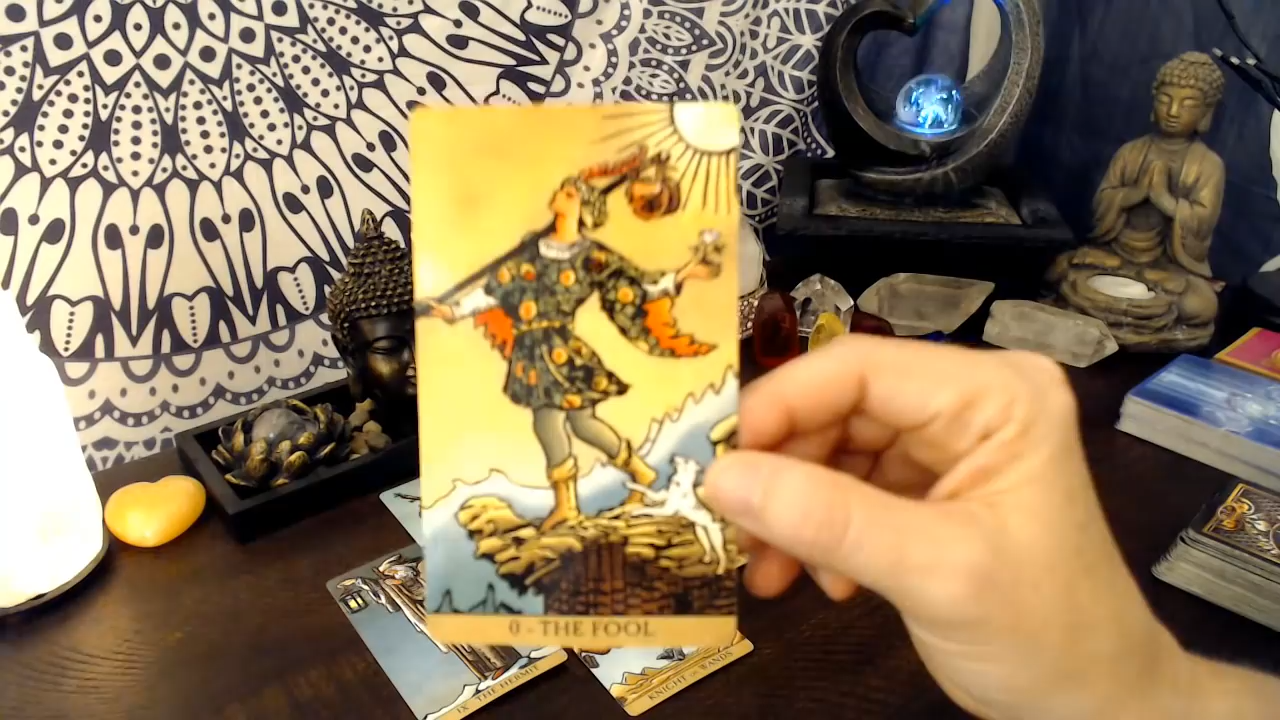 0 - THE FOOL
IX THE HERMIT
KNIGHT OF WANDS